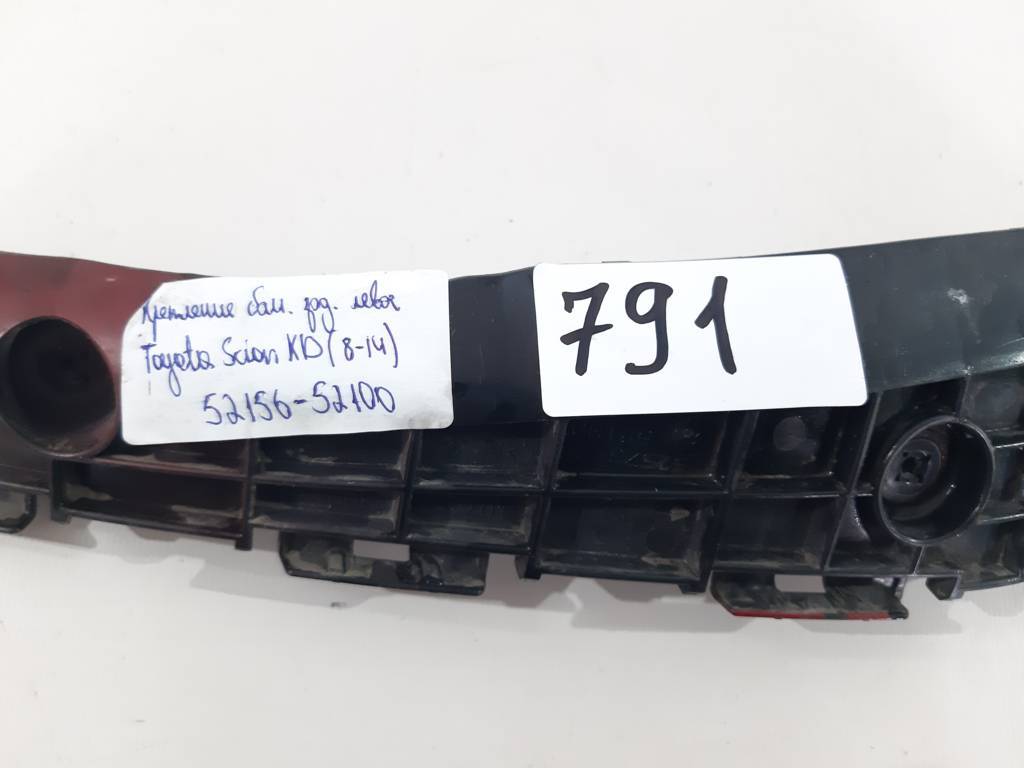 Крепление бам. зад. левое
Toyota Scion XD (8-14)
52156-52100
791